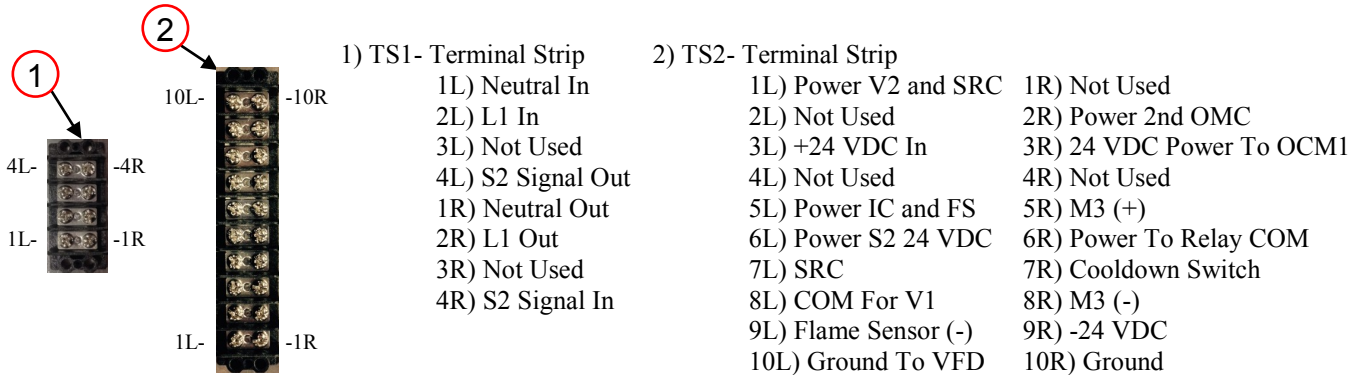 2
1
10L-
-10R
4L-
-4R
1L-
-1R
1L-
-1R
1) TS1- Terminal Strip
1L) Neutral In
2L) L1 In
3L) Not Used
4L) S2 Signal Out
1R) Neutral Out
2R) L1 Out
3R) Not Used
4R) S2 Signal In
2) TS2- Terminal Strip
1L) Power V2 and SRC
2L) Not Used
3L) +24 VDC In
4L) Not Used
5L) Power IC and FS
6L) Power S2 24 VDC
7L) SRC
8L) COM For V1
9L) Flame Sensor (-)
10L) Ground To VFD
1R) Not Used
2R) Power 2nd OMC
3R) 24 VDC Power To OCM1
4R) Not Used
5R) M3 (+)
6R) Power To Relay COM
7R) Cooldown Switch
8R) M3 (-)
9R) -24 VDC
10R) Ground